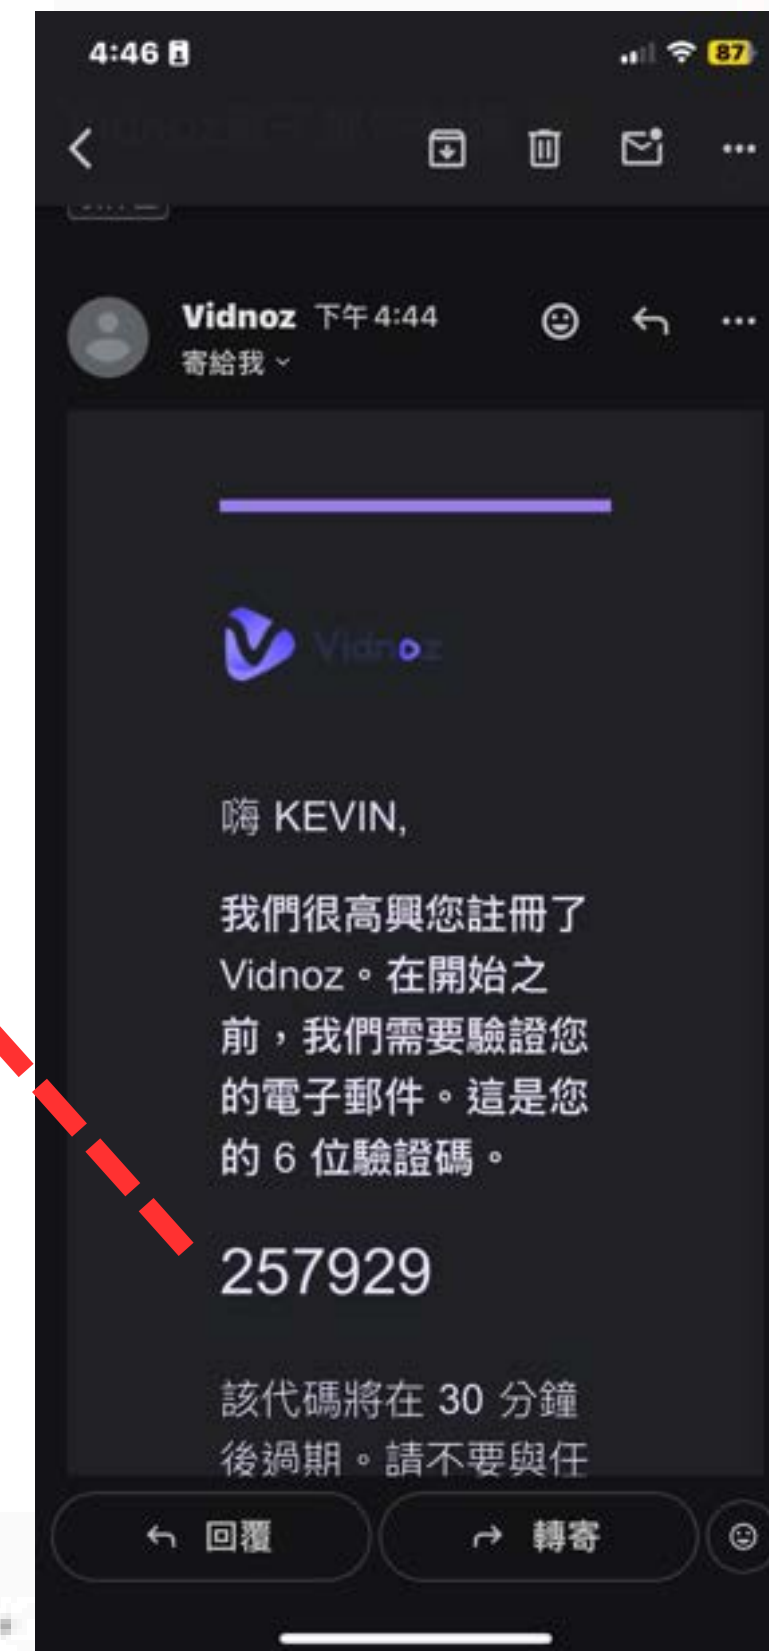 4:46
87
Vidnoz 下午 4:44
寄給我
Vidnoz
嗨 KEVIN,
我們很高興您註冊了
Vidnoz。在開始之
前，我們需要驗證您
的電子郵件。這是您
的 6 位驗證碼。
257929
該代碼將在 30 分鐘
後過期。請不要與任
回覆
轉寄